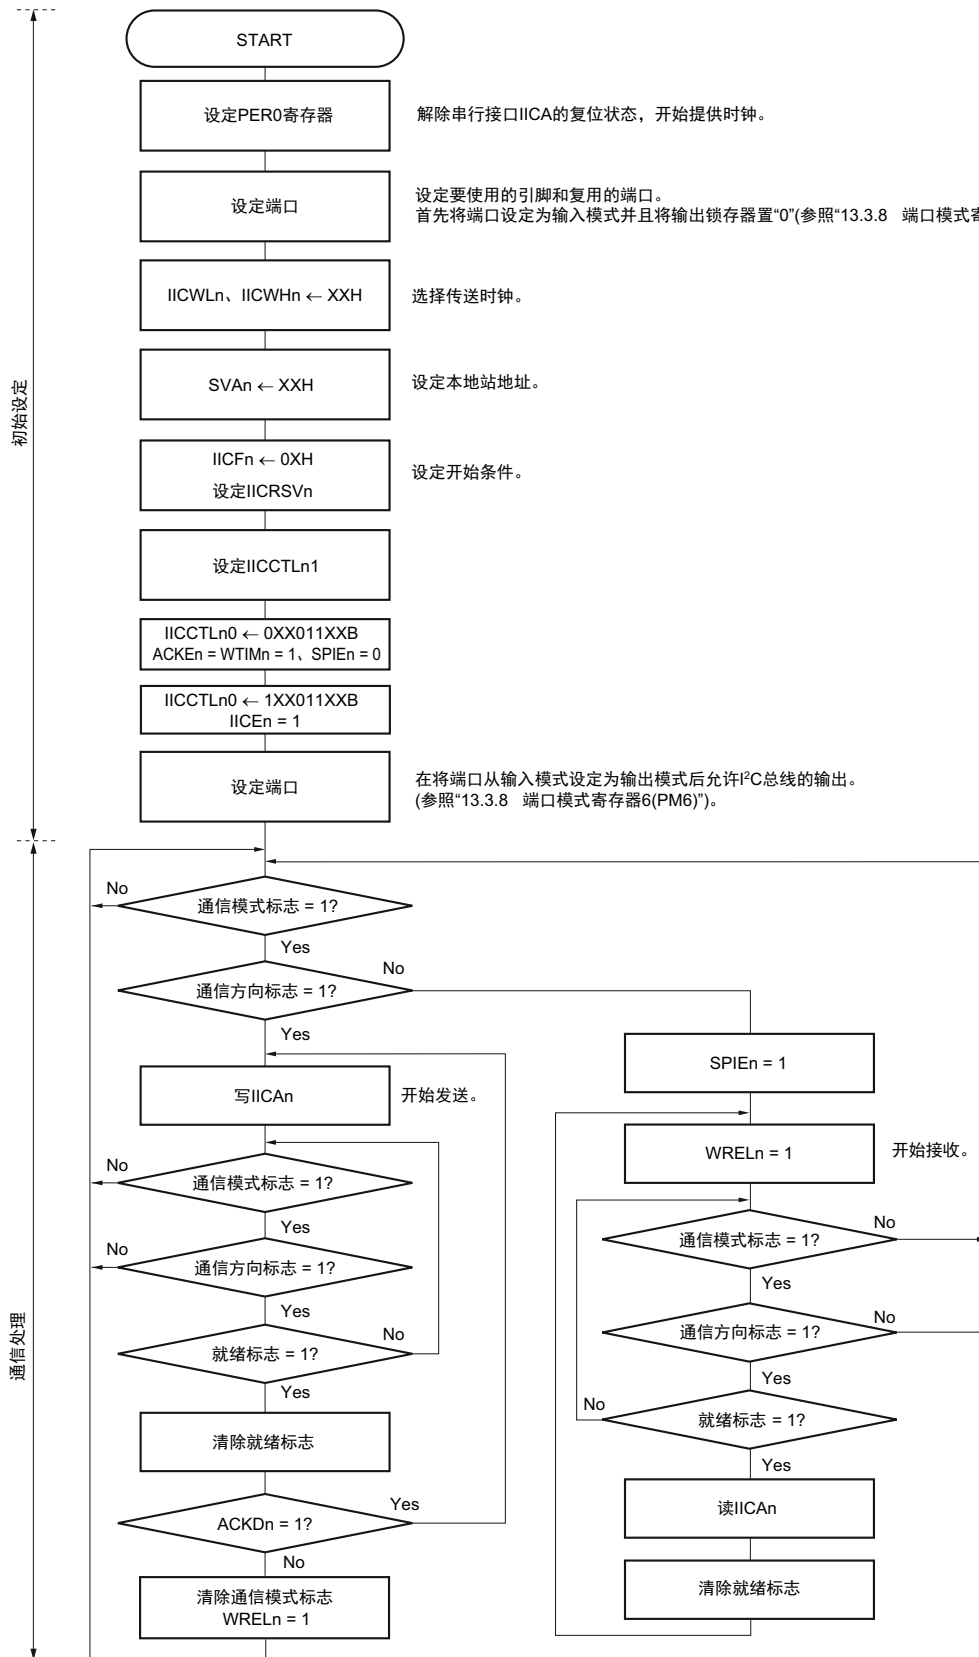 START
设定PER0寄存器
解除串行接口IICA的复位状态，开始提供时钟。
设定端口
设定要使用的引脚和复用的端口。
首先将端口设定为输入模式并且将输出锁存器置“0”(参照“13.3.8 端口模式寄
IICWLn、IICWHn ← XXH
选择传送时钟。
SVAn ← XXH
设定本地站地址。
初始设定
IICFn ← 0XH
设定IICRSVn
设定开始条件。
设定IICCTLn1
IICCTLn0 ← 0XX011XXB
ACKEn = WTIMn = 1、SPIEn = 0
IICCTLn0 ← 1XX011XXB
IICEn = 1
设定端口
在将端口从输入模式设定为输出模式后允许I²C总线的输出。
(参照“13.3.8 端口模式寄存器6(PM6)”)。
通信处理
No
通信模式标志 = 1?
Yes
通信方向标志 = 1?
No
Yes
写IICAn
开始发送。
No
通信模式标志 = 1?
Yes
No
通信方向标志 = 1?
Yes
就绪标志 = 1?
No
Yes
清除就绪标志
ACKDn = 1?
Yes
No
清除通信模式标志
WRELn = 1
SPIEn = 1
WRELn = 1
开始接收。
通信模式标志 = 1?
No
Yes
通信方向标志 = 1?
No
Yes
No
就绪标志 = 1?
Yes
读IICAn
清除就绪标志